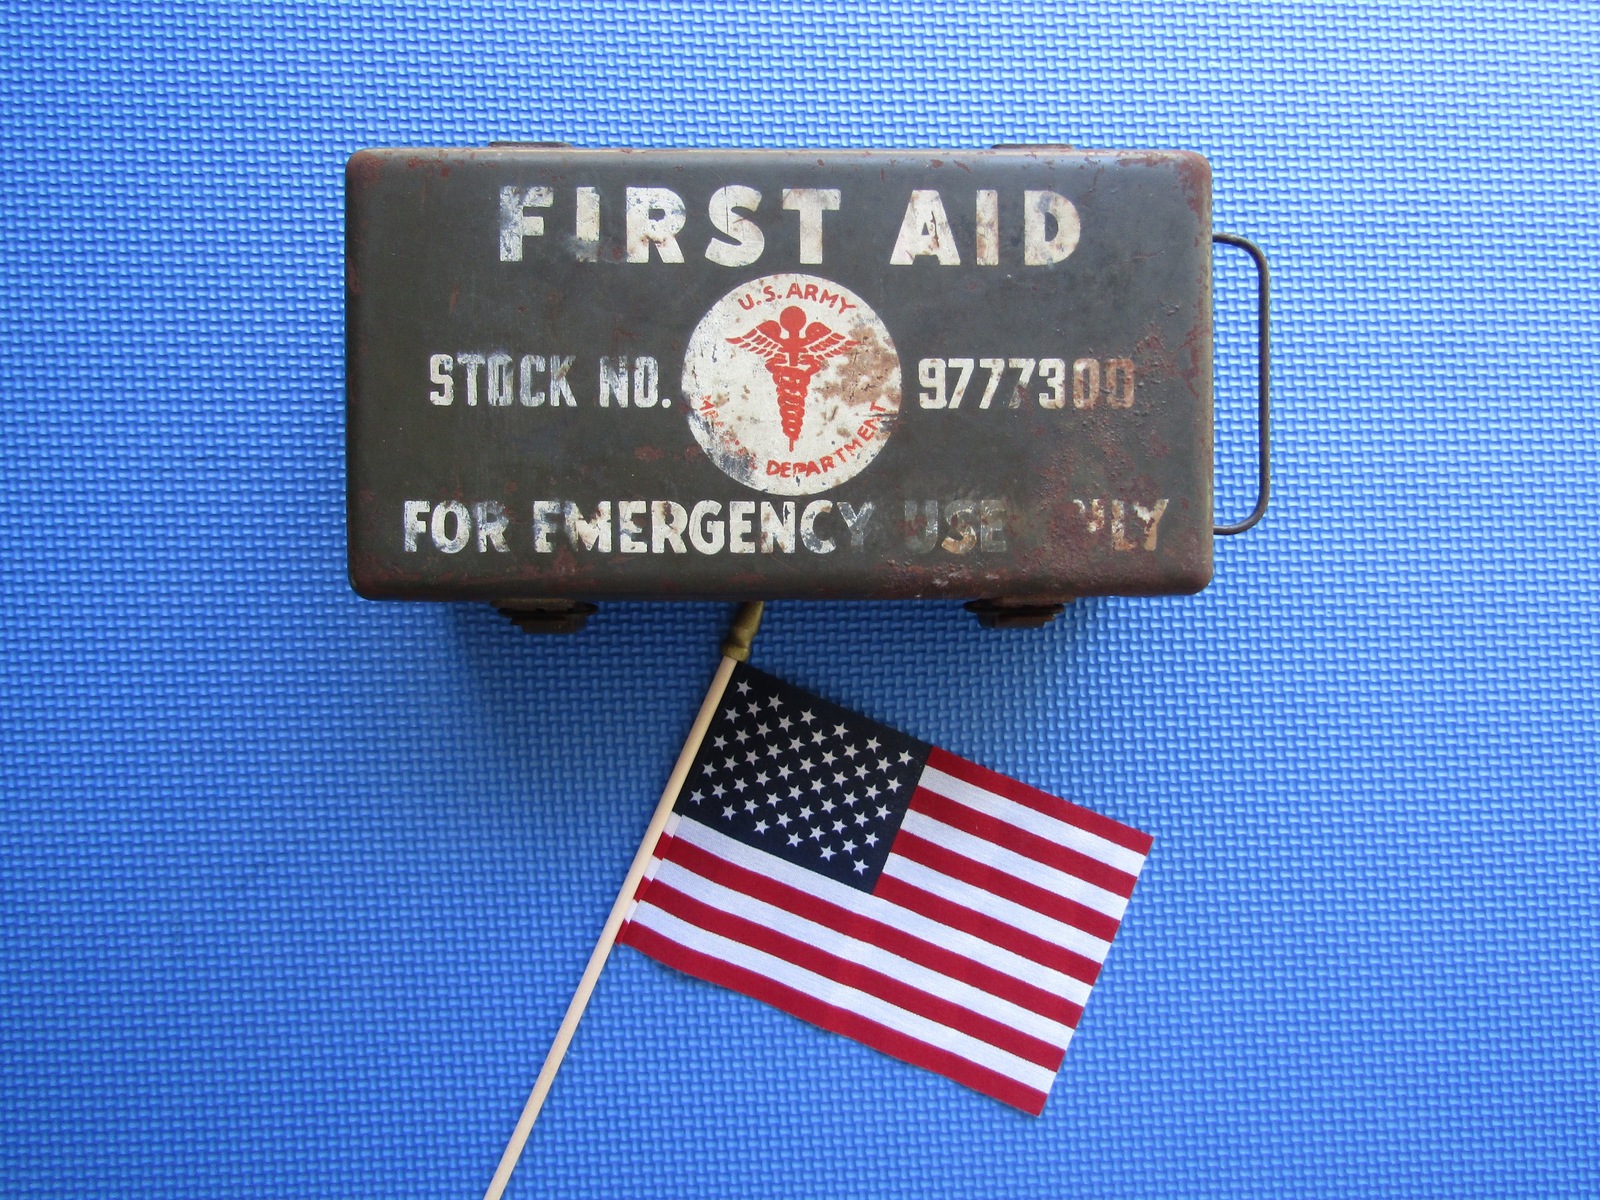 FIRST AID
U.S. ARMY
STOCK NO. 9777300
DEPARTMENT
FOR EMERGENCY USE